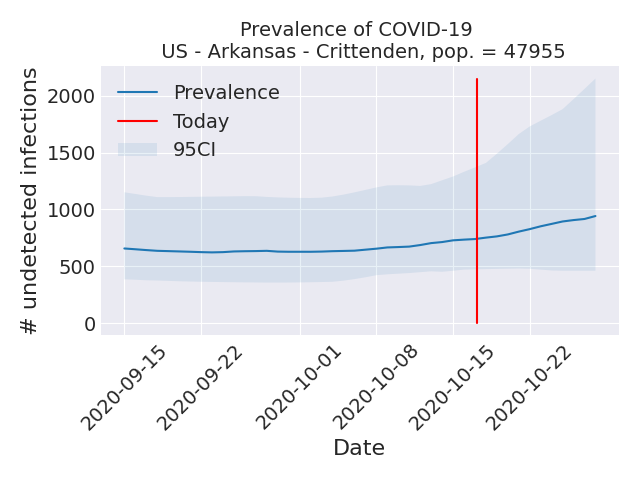 Prevalence of COVID-19
US - Arkansas - Crittenden, pop. = 47955
# undetected infections
2000
1500
1000
500
0
Prevalence
Today
95CI
2020-09-15
2020-09-22
2020-10-01
2020-10-08
2020-10-15
2020-10-22
Date